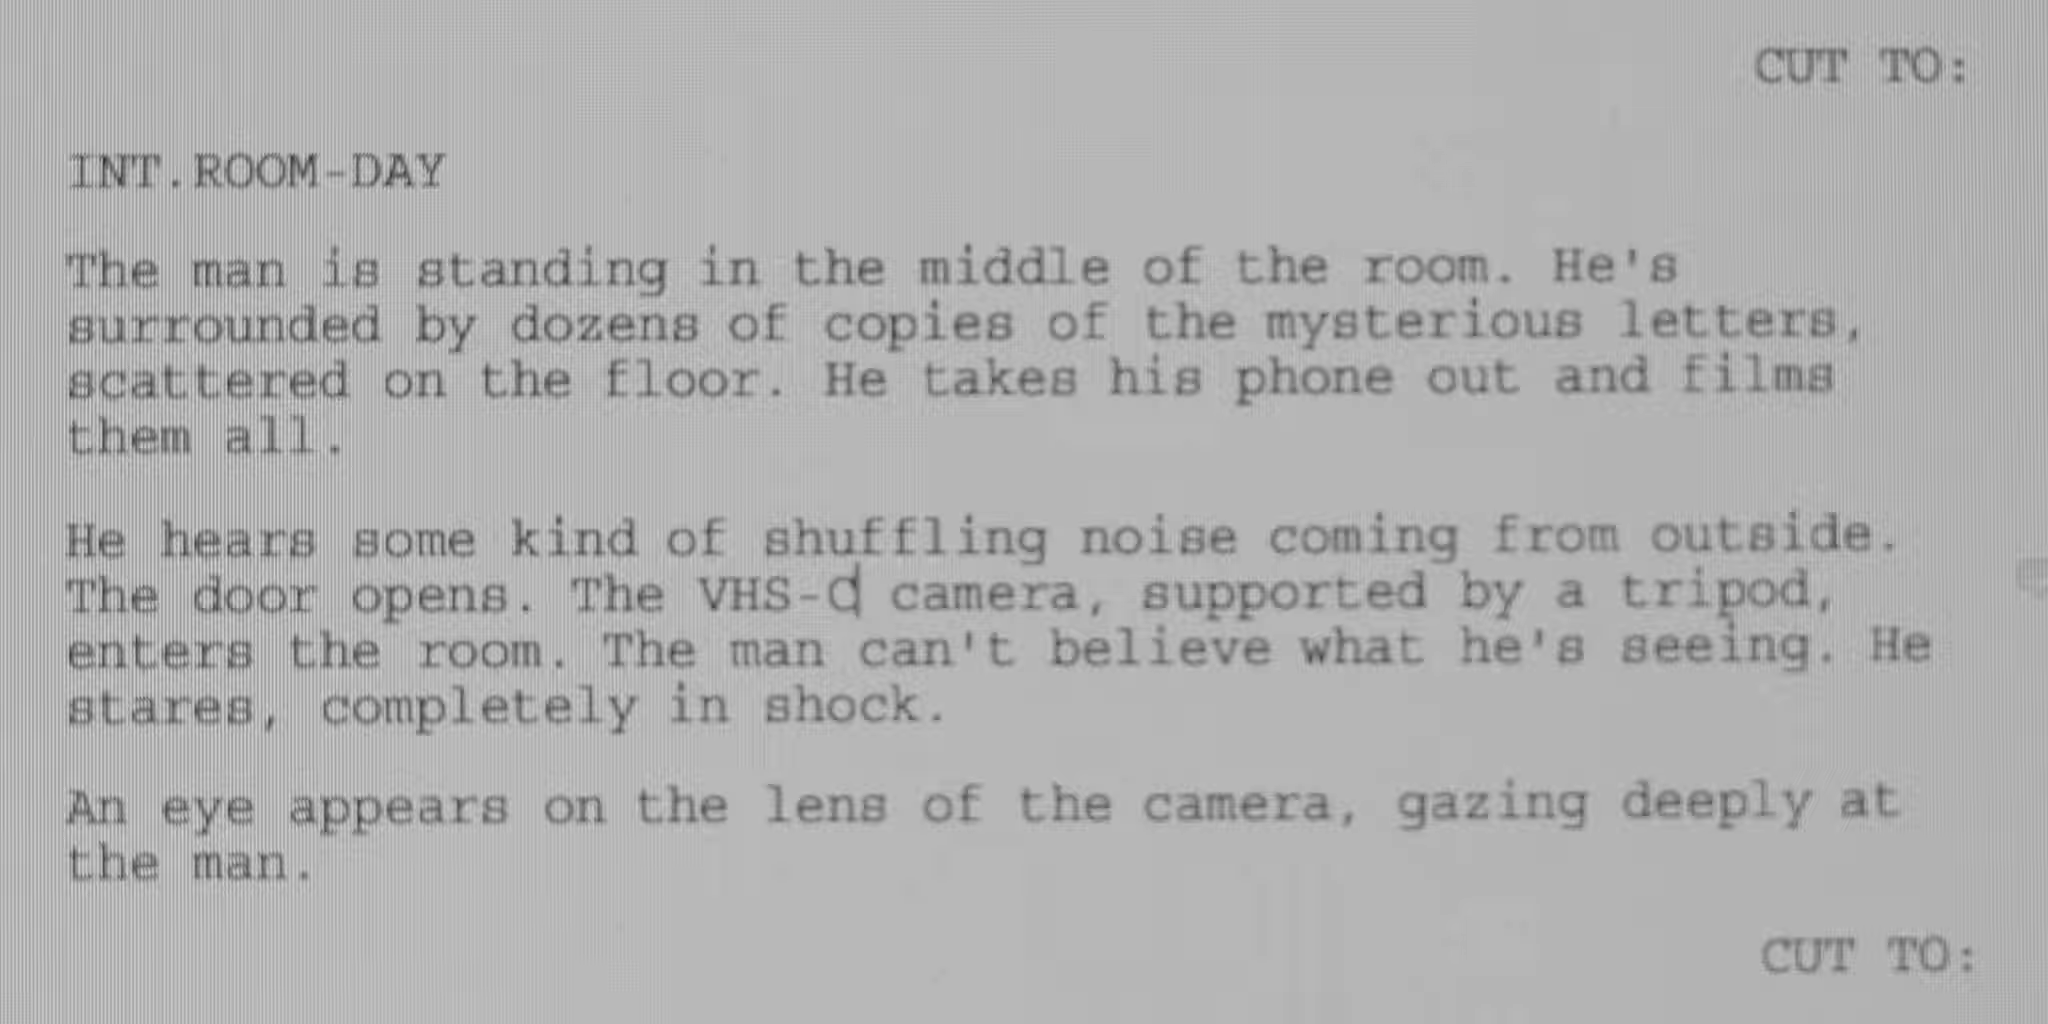 CUT TO:
INT.ROOM-DAY
The man is standing in the middle of the room. He's
surrounded by dozens of copies of the mysterious letters,
scattered on the floor. He takes his phone out and films
them all.
He hears some kind of shuffling noise coming from outside.
The door opens. The VHS-C camera, supported by a tripod,
enters the room. The man can't believe what he's seeing. He
stares, completely in shock.
An eye appears on the lens of the camera, gazing deeply at
the man.
CUT TO: